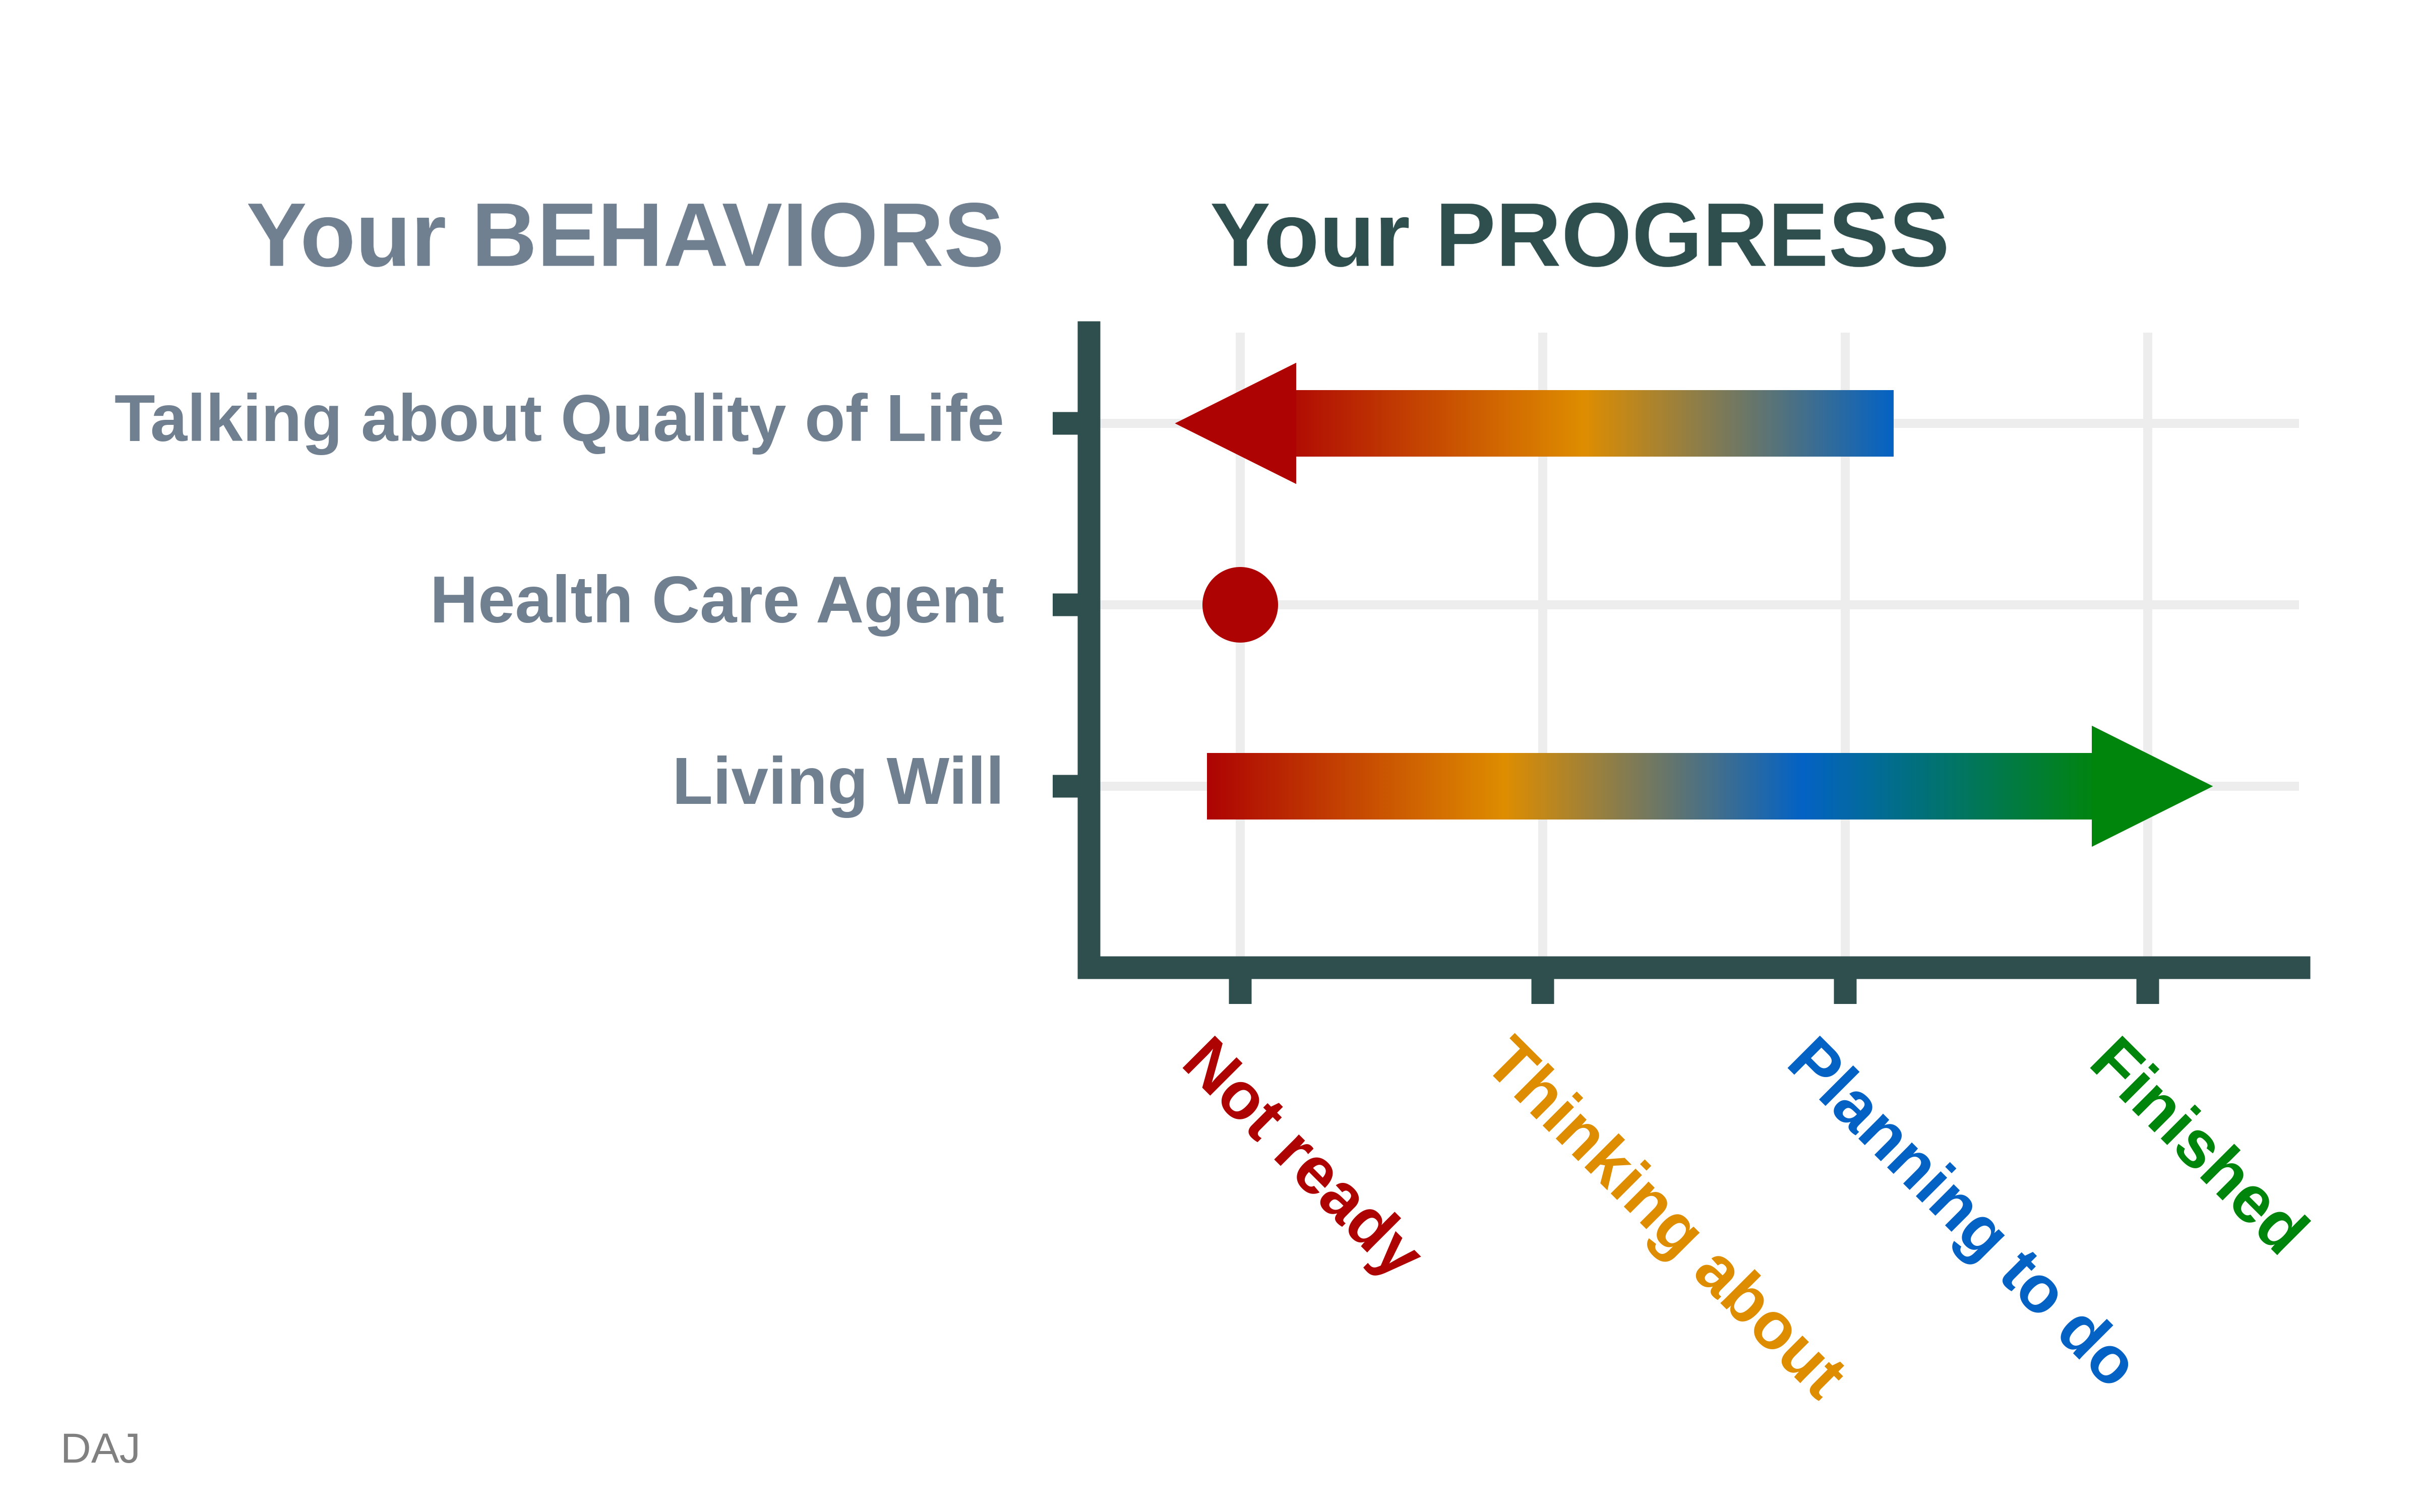 Your BEHAVIORS
Your PROGRESS
Talking about Quality of Life
Health Care Agent
Living Will
Not ready
Thinking about
Planning to do
Finished
DAJ